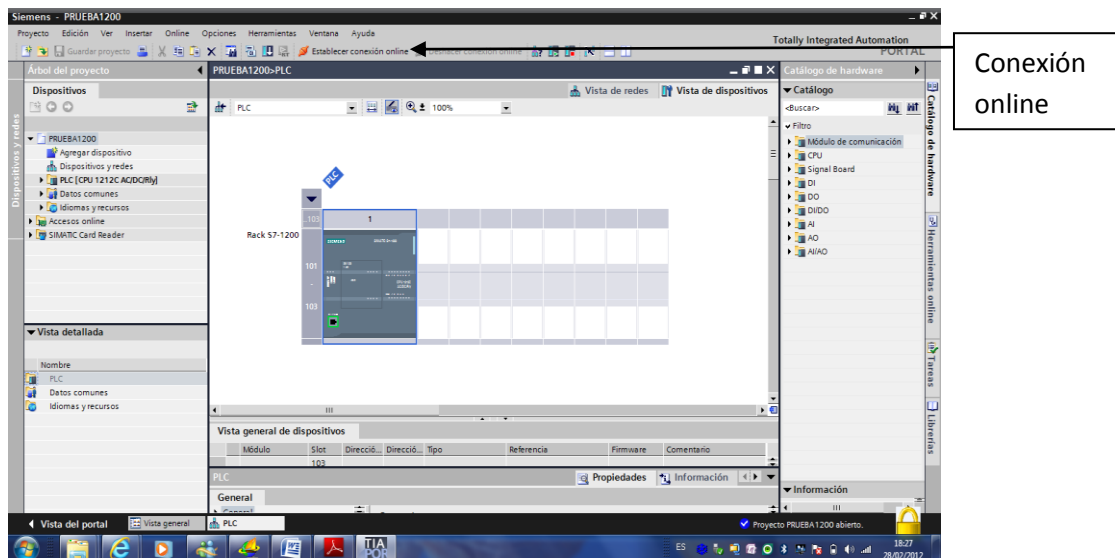 Siemens - PRUEBA1200
Proyecto Edición Ver Insertar Online Opciones Herramientas Ventana Ayuda
Totally Integrated Automation
PORTAL
Guardar proyecto
Establecer conexión online
Deshacer conexión online
Conexión
online
Árbol del proyecto
PRUEBA1200>PLC
Catálogo de hardware
Dispositivos
Vista de redes
Vista de dispositivos
Catálogo
PLC
100%
<Buscar>
Filtro
PRUEBA1200
Agregar dispositivo
Dispositivos y redes
PLC [CPU 1212C AC/DC/Rly]
Datos comunes
Idiomas y recursos
Accesos online
SIMATIC Card Reader
Módulo de comunicación
CPU
Signal Board
DI
DO
DI/DO
AI
AO
AI/AO
Dispositivos y redes
Catálogo de hardware
Herramientas online
Tareas
Librerías
PLC
103
1
Rack S7-1200
SIEMENS
101
-
103
Vista detallada
Nombre
PLC
Datos comunes
Idiomas y recursos
Vista general de dispositivos
Módulo Slot Direcció... Direcció... Tipo Referencia Firmware Comentario
103
PLC
Propiedades
Información
General
General
Información
Vista del portal
Vista general
PLC
Proyecto PRUEBA1200 abierto.
TIA
POR
ES
18:27
28/02/2012